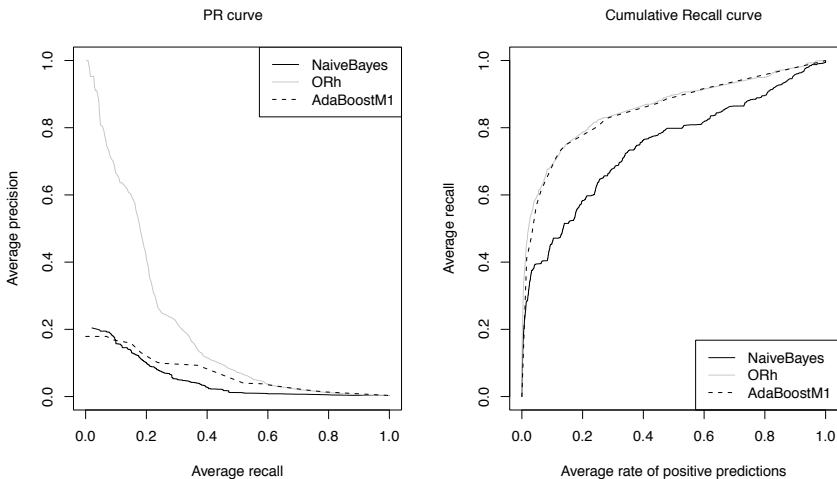 PR curve
NaiveBayes
ORh
AdaBoostM1
Average precision
0.0
0.2
0.4
0.6
0.8
1.0
0.0 0.2 0.4 0.6 0.8 1.0
Average recall
Cumulative Recall curve
NaiveBayes
ORh
AdaBoostM1
Average recall
0.0
0.2
0.4
0.6
0.8
1.0
0.0 0.2 0.4 0.6 0.8 1.0
Average rate of positive predictions